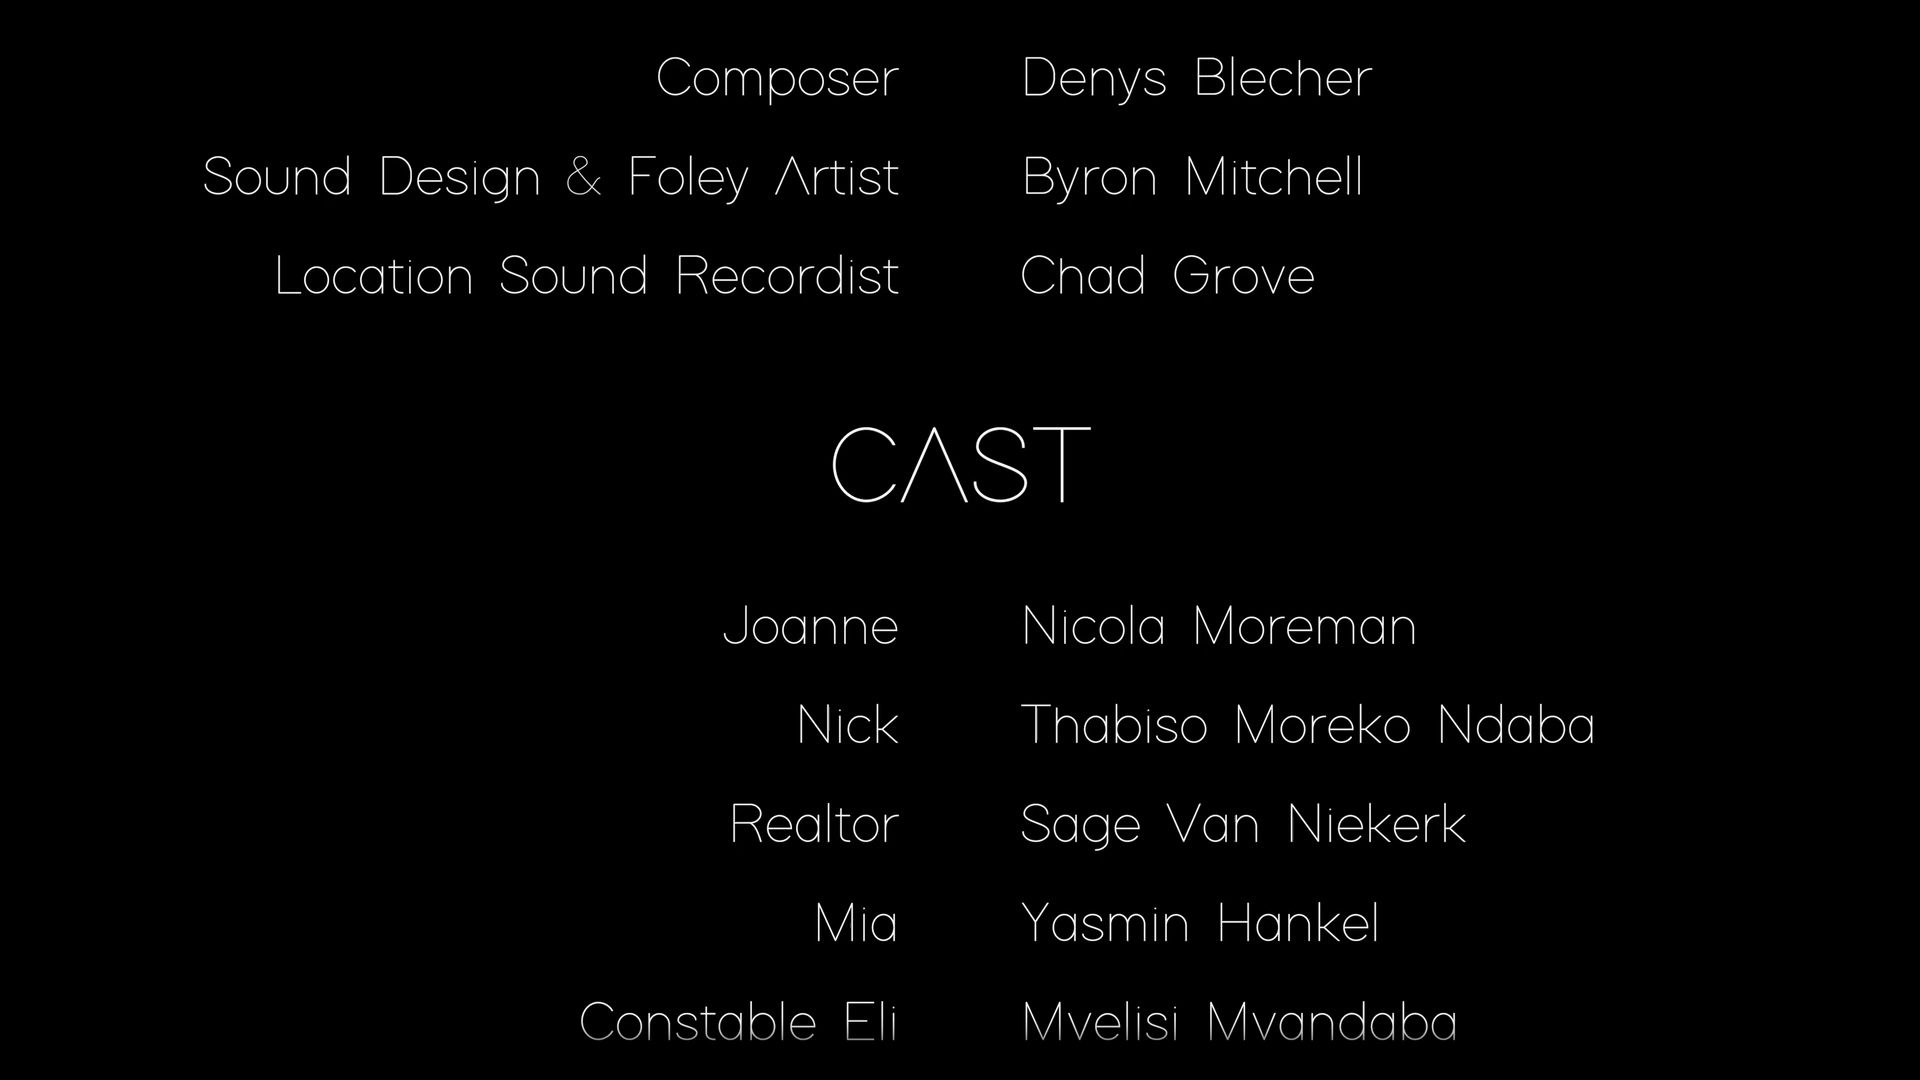 Composer Denys Blecher
Sound Design & Foley Artist Byron Mitchell
Location Sound Recordist Chad Grove
CAST
Joanne Nicola Moreman
Nick Thabiso Moreko Ndaba
Realtor Sage Van Niekerk
Mia Yasmin Hankel
Constable Eli Mvelisi Mvandaba